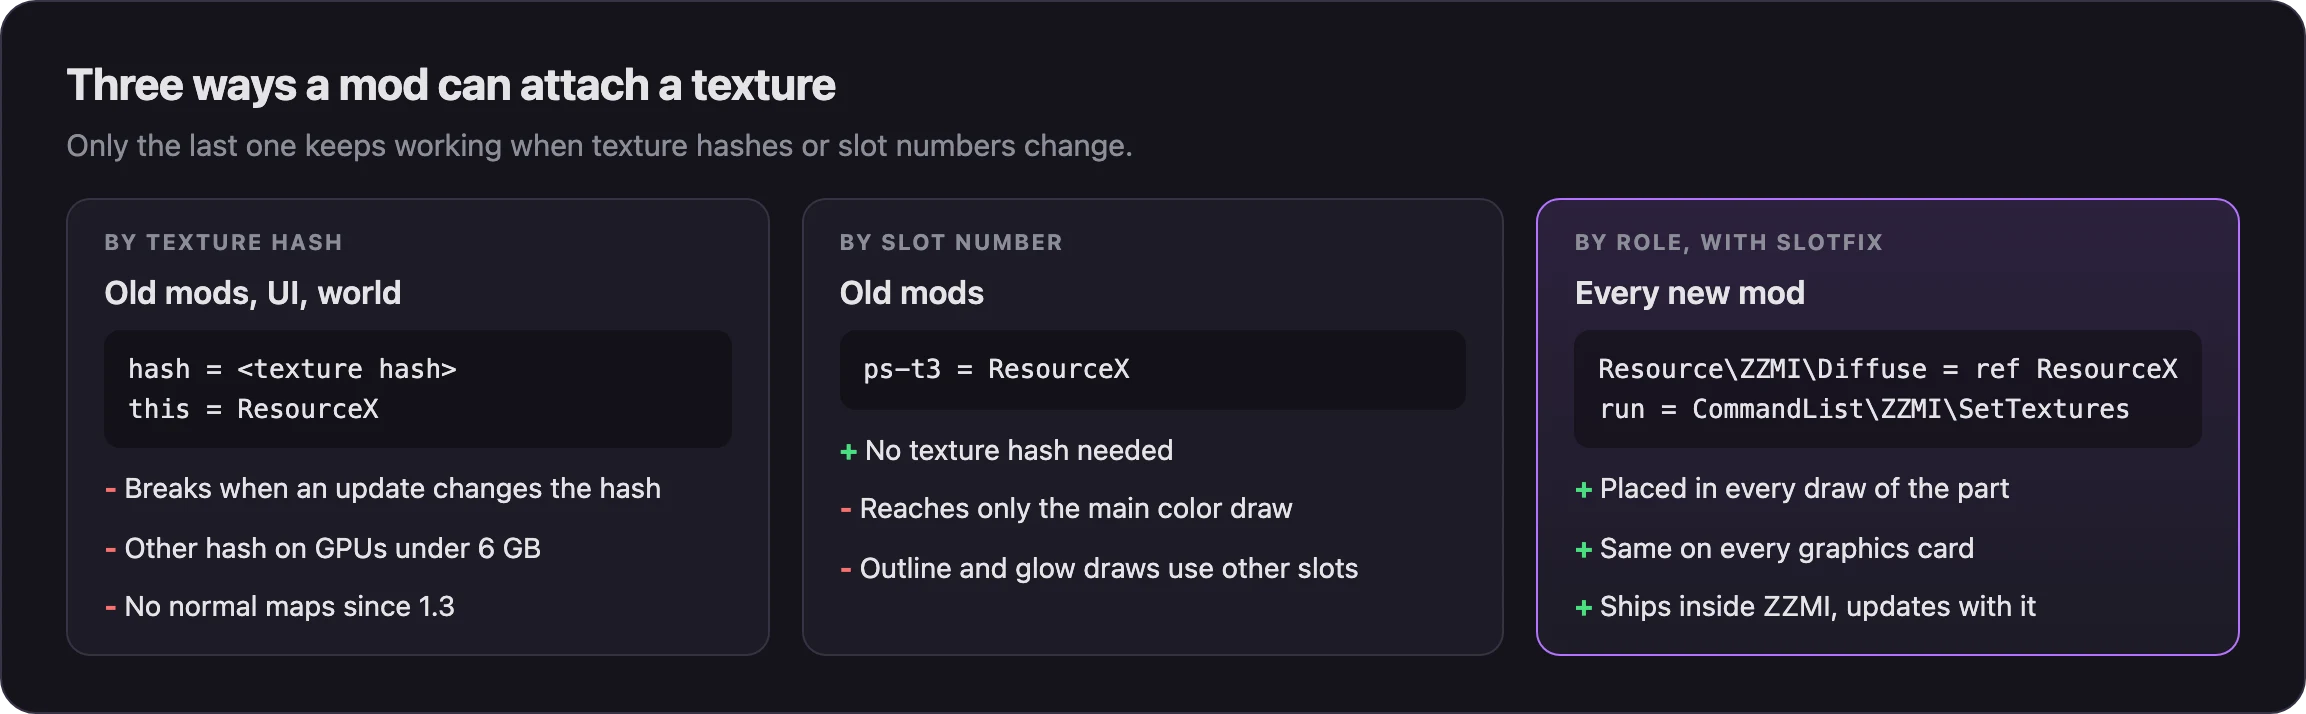 Three ways a mod can attach a texture
Only the last one keeps working when texture hashes or slot numbers change.
BY TEXTURE HASH
Old mods, UI, world
hash = <texture hash>
this = ResourceX
- Breaks when an update changes the hash
- Other hash on GPUs under 6 GB
- No normal maps since 1.3
BY SLOT NUMBER
Old mods
ps-t3 = ResourceX
+ No texture hash needed
- Reaches only the main color draw
- Outline and glow draws use other slots
BY ROLE, WITH SLOTFIX
Every new mod
Resource\ZZMI\Diffuse = ref ResourceX
run = CommandList\ZZMI\SetTextures
+ Placed in every draw of the part
+ Same on every graphics card
+ Ships inside ZZMI, updates with it